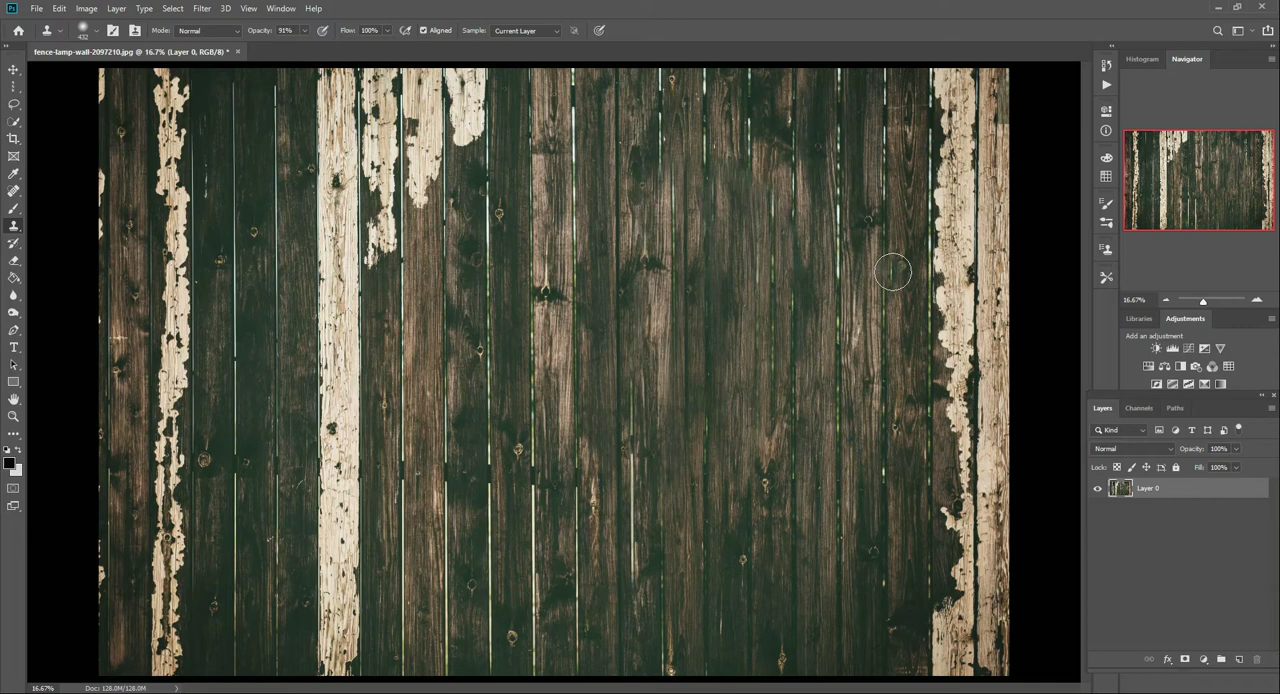 Ps File Edit Image Layer Type Select Filter 3D View Window Help
432 Mode: Normal Opacity: 91% Flow: 100% Aligned Sample: Current Layer
fence-lamp-wall-2097210.jpg @ 16.7% (Layer 0, RGB/8) * ×
Histogram Navigator
16.67%
Libraries Adjustments
Add an adjustment
Layers Channels Paths
Kind
Normal Opacity: 100%
Lock: Fill: 100%
Layer 0
fx
16.67% Doc: 128.0M/128.0M